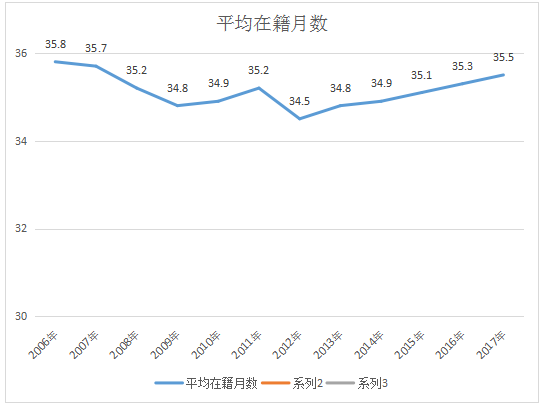 平均在籍月数
35.8
35.7
35.2
34.8
34.9
35.2
34.5
34.8
34.9
35.1
35.3
35.5
36
34
32
30
2006年
2007年
2008年
2009年
2010年
2011年
2012年
2013年
2014年
2015年
2016年
2017年
平均在籍月数 系列2 系列3